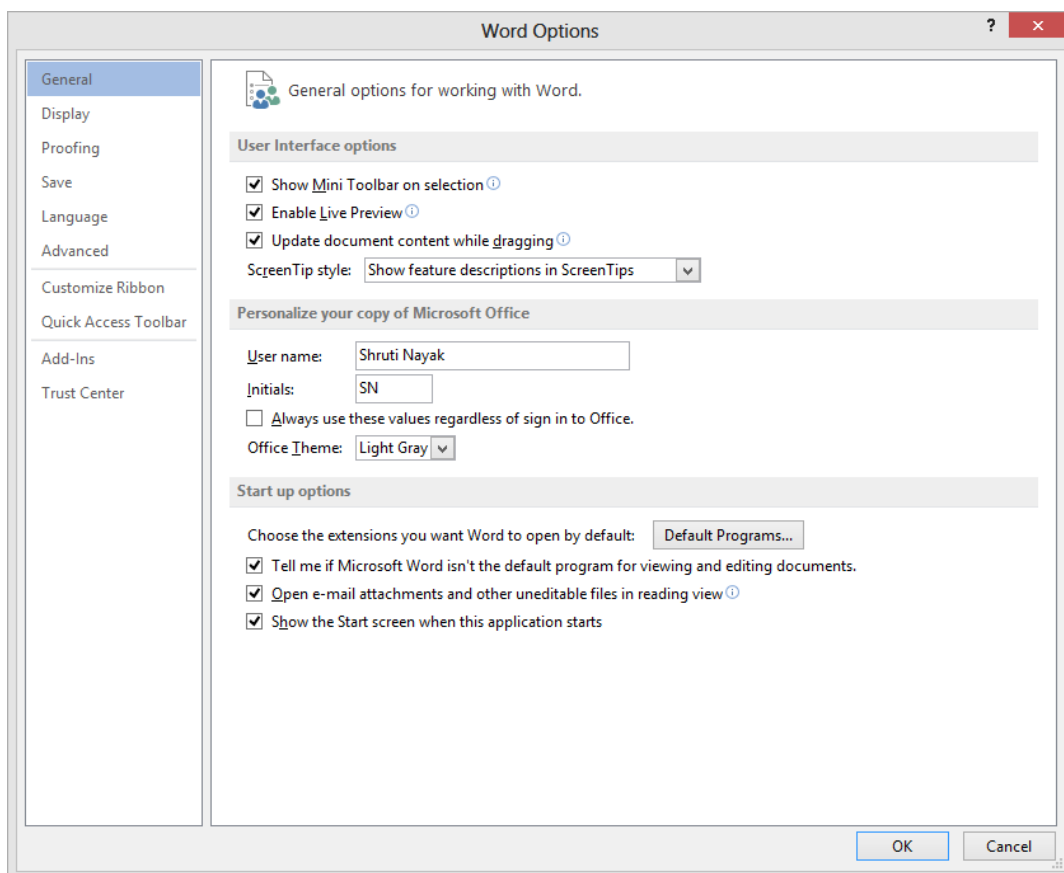 Word Options
?
General
Display
Proofing
Save
Language
Advanced
Customize Ribbon
Quick Access Toolbar
Add-Ins
Trust Center
General options for working with Word.
User Interface options
Show Mini Toolbar on selection
Enable Live Preview
Update document content while dragging
ScreenTip style: Show feature descriptions in ScreenTips
Personalize your copy of Microsoft Office
User name: Shruti Nayak
Initials: SN
Always use these values regardless of sign in to Office.
Office Theme: Light Gray
Start up options
Choose the extensions you want Word to open by default: Default Programs...
Tell me if Microsoft Word isn't the default program for viewing and editing documents.
Open e-mail attachments and other uneditable files in reading view
Show the Start screen when this application starts
OK Cancel